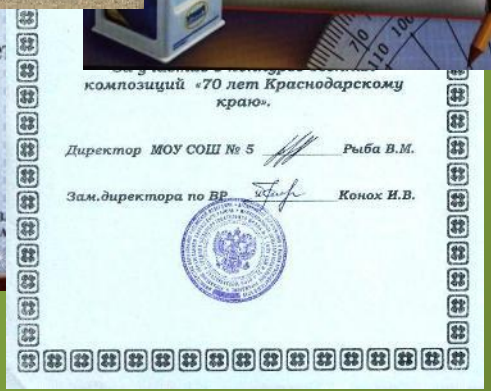 композиций «70 лет Краснодарскому
краю».
Директор МОУ СОШ № 5 Рыба В.М.
Зам.директора по ВР Конох И.В.